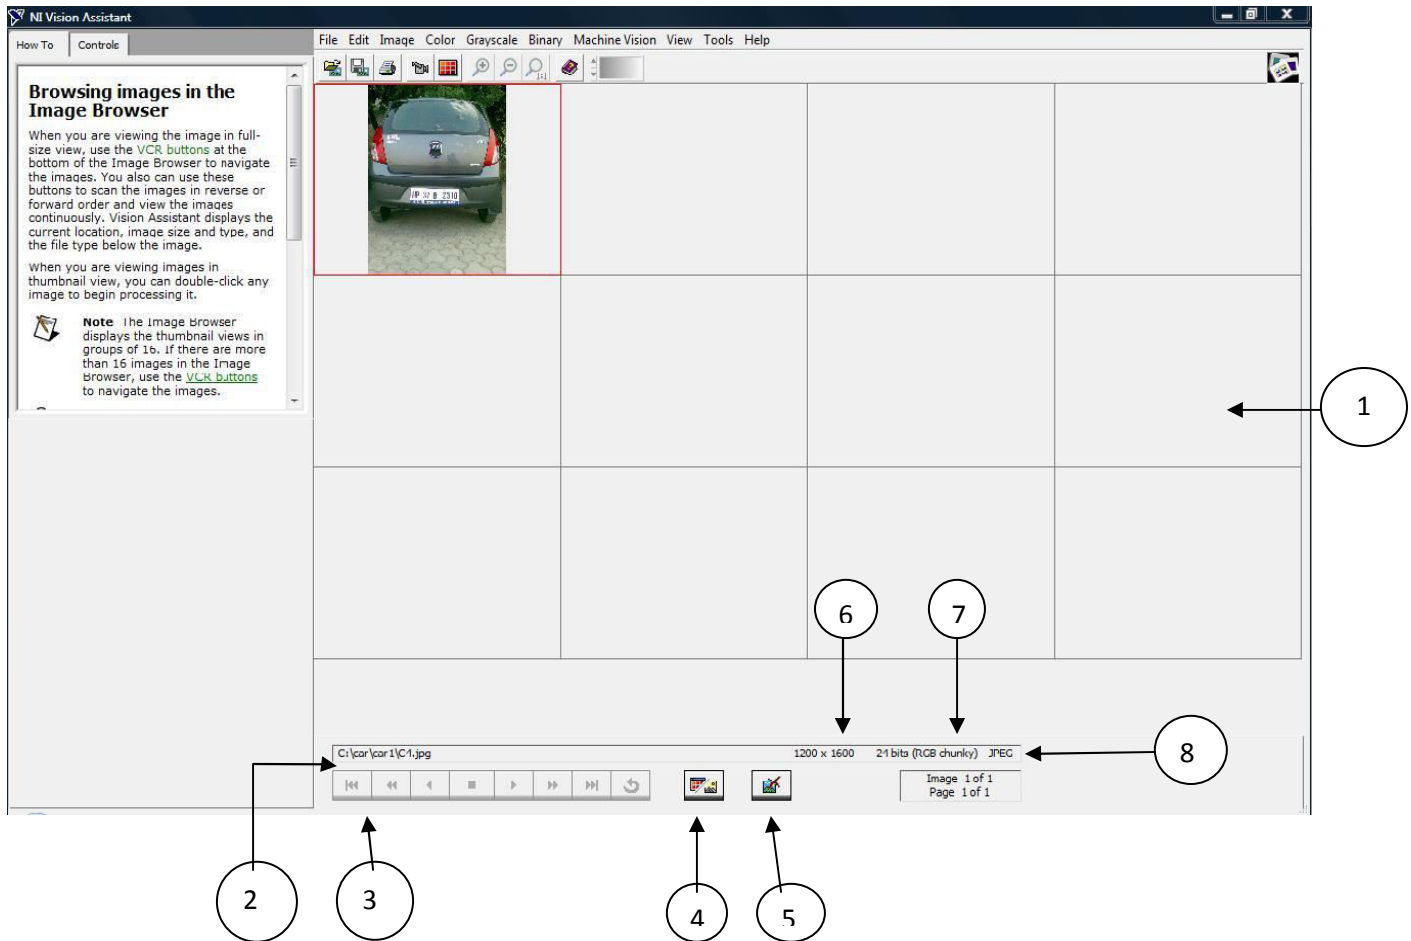 NI Vision Assistant
How To
Controls
File Edit Image Color Grayscale Binary Machine Vision View Tools Help
Browsing images in the
Image Browser
When you are viewing the image in full-
size view, use the VCR buttons at the
bottom of the Image Browser to navigate
the images. You also can use these
buttons to scan the images in reverse or
forward order and view the images
continuously. Vision Assistant displays the
current location, image size and type, and
the file type below the image.
When you are viewing images in
thumbnail view, you can double-click any
image to begin processing it.
Note The Image Browser
displays the thumbnail views in
groups of 16. If there are more
than 16 images in the Image
Browser, use the VCR buttons
to navigate the images.
1:1
1
6
7
C:\car\car1\C4.jpg 1200 x 1600 24 bits (RGB chunky) JPEG
8
Image 1 of 1
Page 1 of 1
2
3
4
5